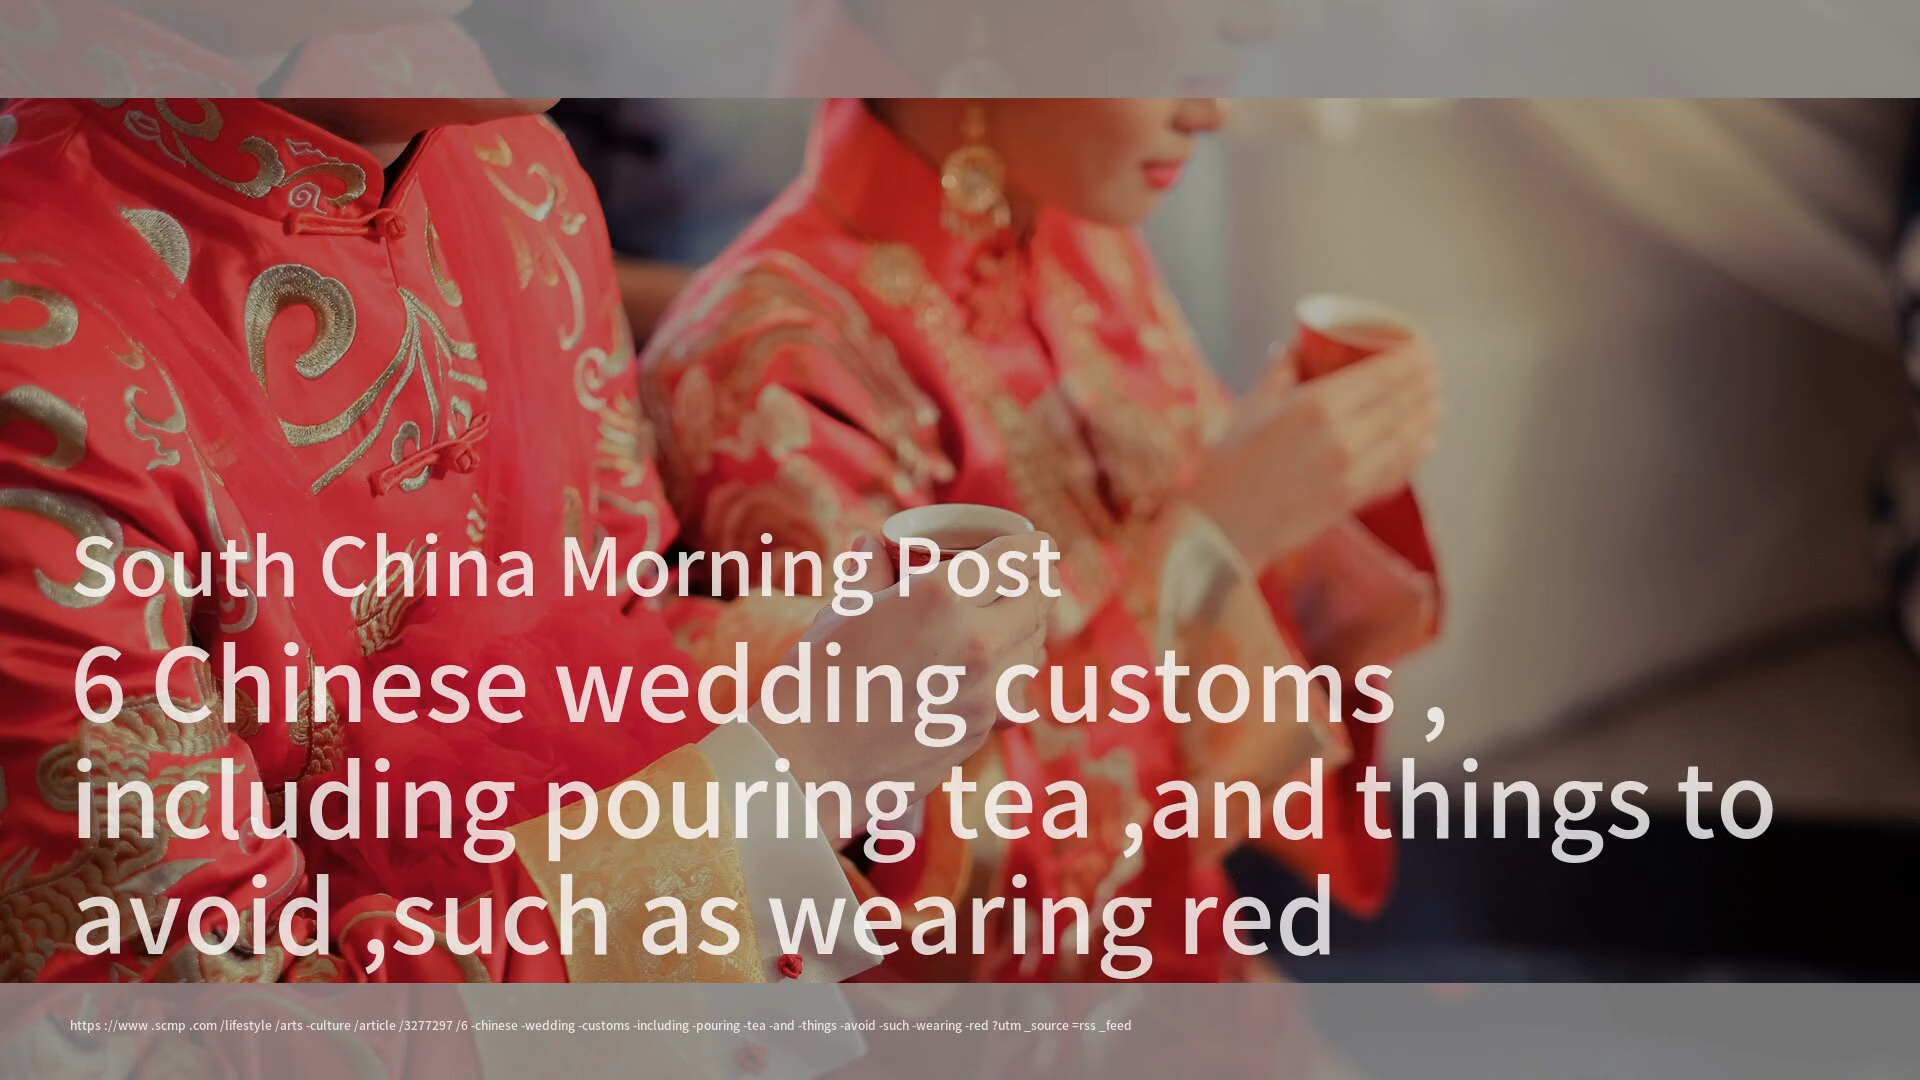 South China Morning Post
6 Chinese wedding customs ,
including pouring tea ,and things to
avoid ,such as wearing red
https ://www .scmp .com /lifestyle /arts -culture /article /3277297 /6 -chinese -wedding -customs -including -pouring -tea -and -things -avoid -such -wearing -red ?utm _source =rss _feed